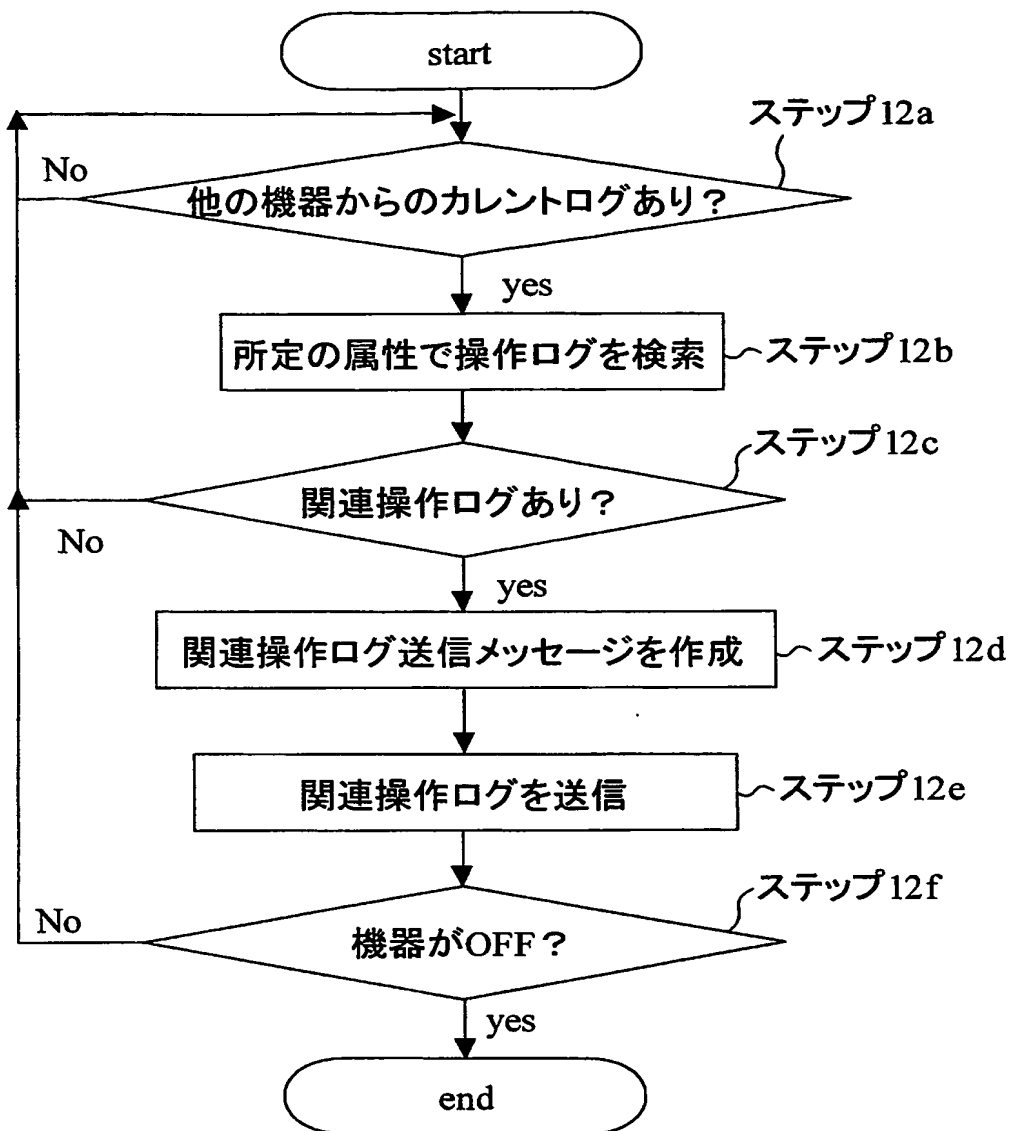 start
ステップ12a
No
他の機器からのカレントログあり？
yes
所定の属性で操作ログを検索
ステップ12b
ステップ12c
関連操作ログあり？
No
yes
関連操作ログ送信メッセージを作成
ステップ12d
関連操作ログを送信
ステップ12e
ステップ12f
No
機器がOFF？
yes
end